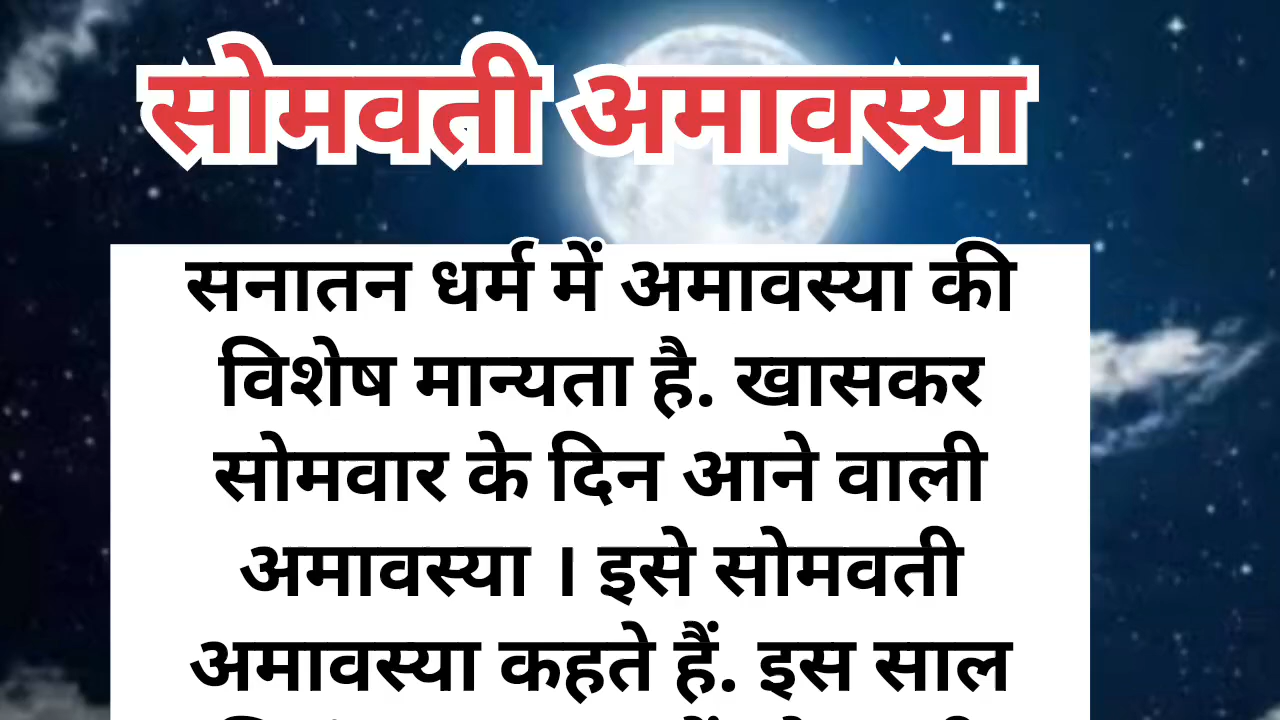 सोमवती अमावस्या
सनातन धर्म में अमावस्या की
विशेष मान्यता है. खासकर
सोमवार के दिन आने वाली
अमावस्या । इसे सोमवती
अमावस्या कहते हैं. इस साल